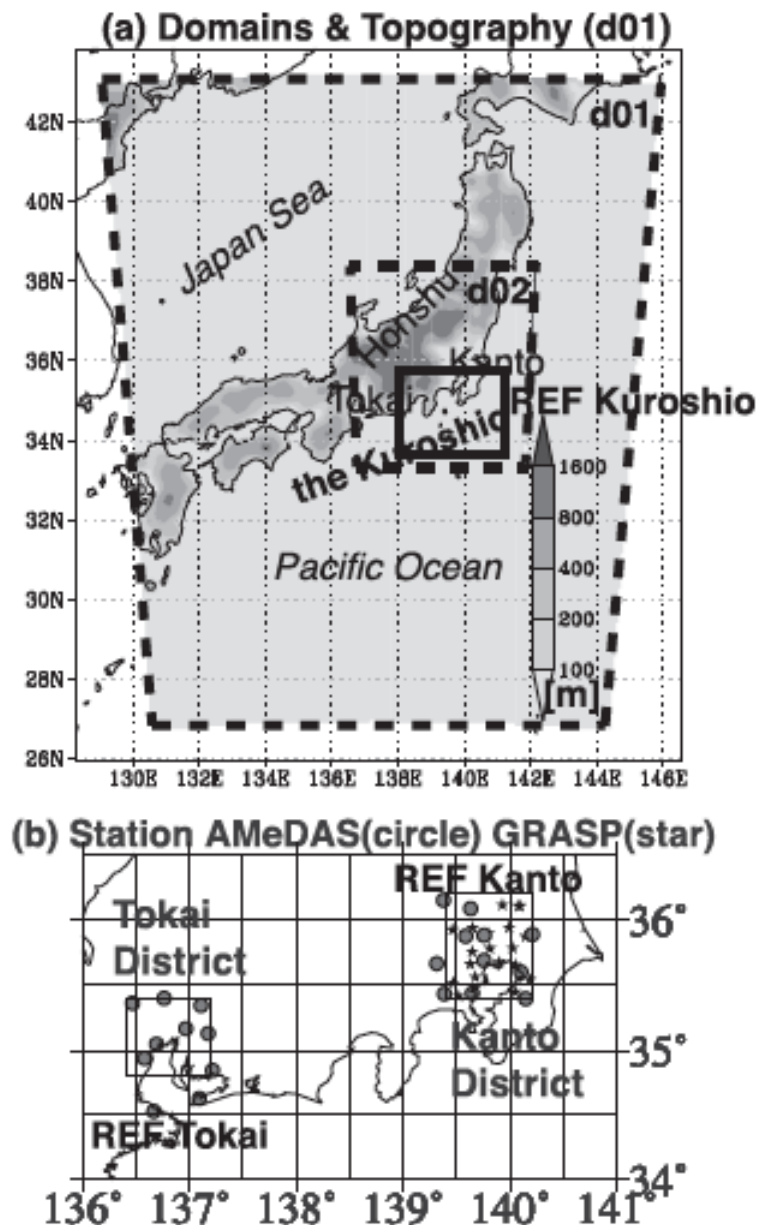 (a) Domains & Topography (d01)
42N
40N
38N
36N
34N
32N
30N
28N
26N
d01
Japan Sea
d02
Honshu
Kanto
Tokai
REF Kuroshio
the Kuroshio
Pacific Ocean
1600
800
400
200
100
[m]
130E 132E 134E 136E 138E 140E 142E 144E 146E
(b) Station AMeDAS(circle) GRASP(star)
REF Kanto
Tokai
District
36°
35°
Kanto
District
REF Tokai
34°
136° 137° 138° 139° 140° 141°